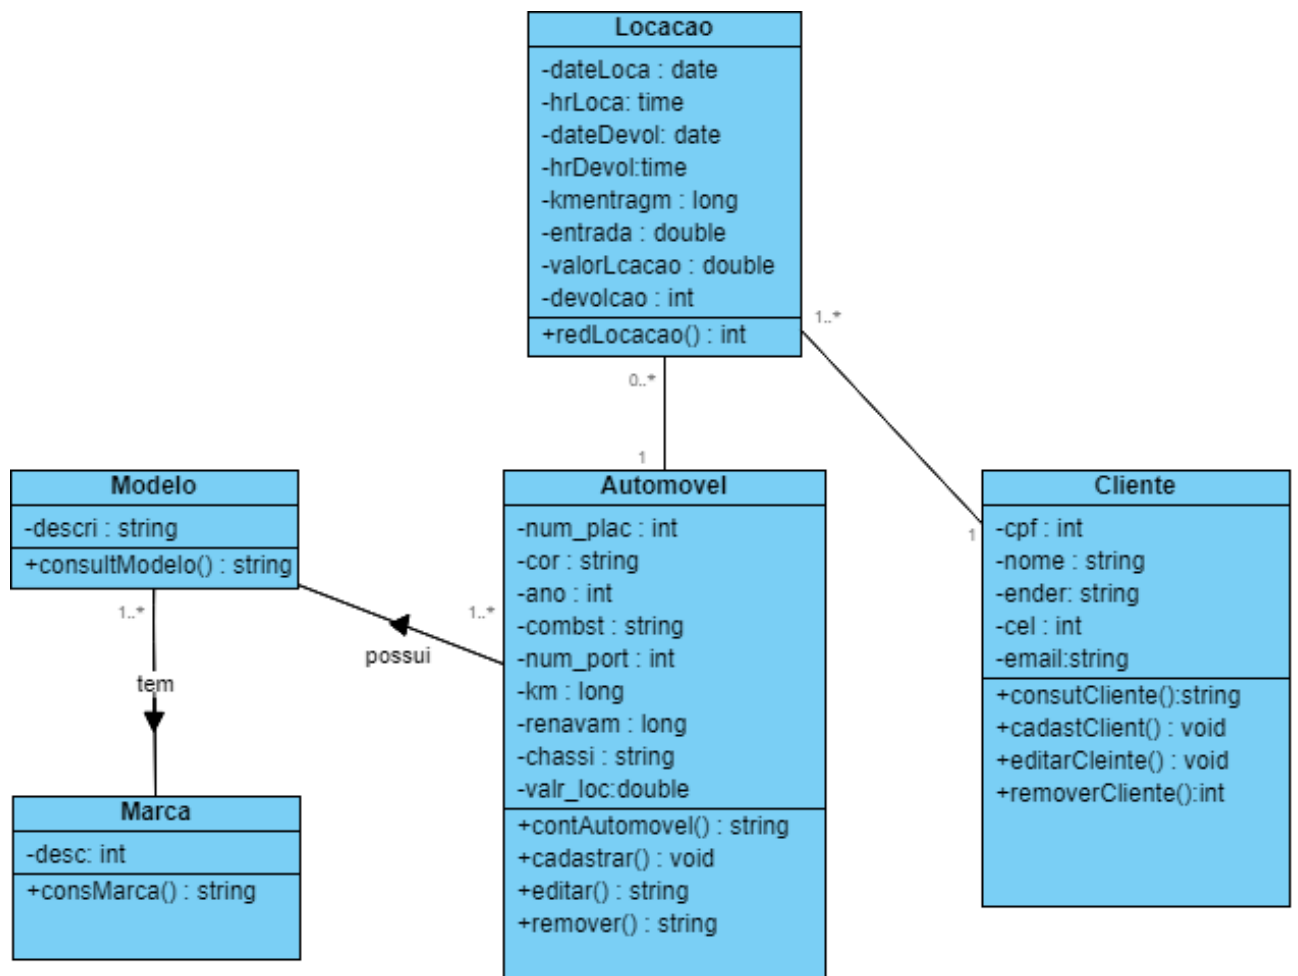 Locacao
-dateLoca : date
-hrLoca: time
-dateDevol: date
-hrDevol:time
-kmentragm : long
-entrada : double
-valorLcacao : double
-devolcao : int
+redLocacao() : int
1..*
0..*
1
Modelo
-descri : string
+consultModelo() : string
1..*
tem
possui
1..*
Automovel
-num_plac : int
-cor : string
-ano : int
-combst : string
-num_port : int
-km : long
-renavam : long
-chassi : string
-valr_loc:double
+contAutomovel() : string
+cadastrar() : void
+editar() : string
+remover() : string
1
Cliente
-cpf : int
-nome : string
-ender: string
-cel : int
-email:string
+consutCliente():string
+cadastClient() : void
+editarCleinte() : void
+removerCliente():int
Marca
-desc: int
+consMarca() : string